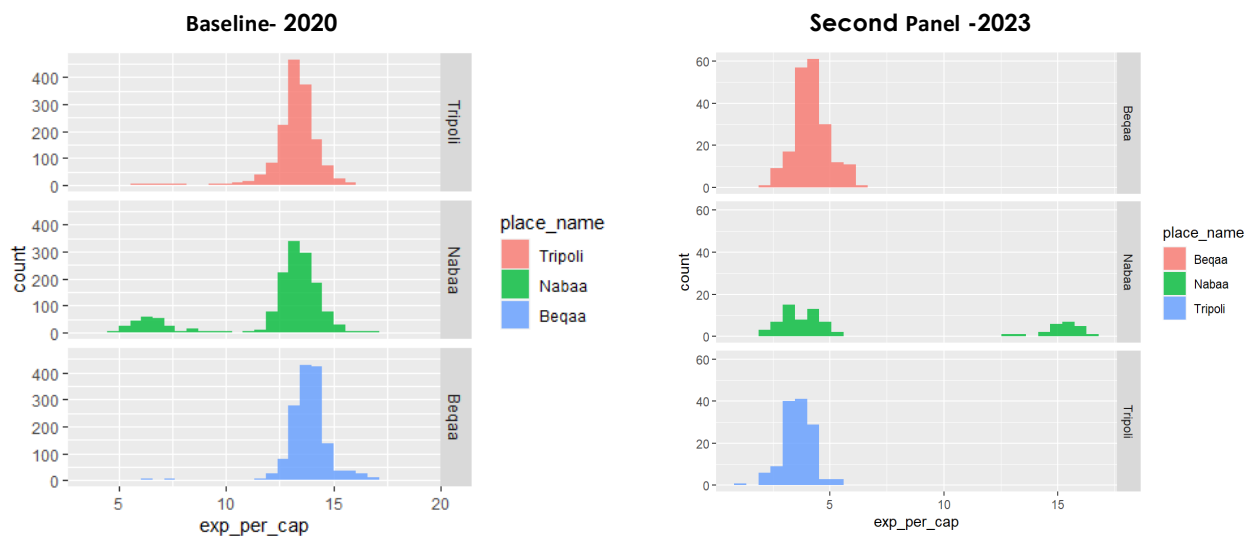 Baseline- 2020
400
300
200
100
0
Tripoli
400
300
200
100
0
Nabaa
400
300
200
100
0
Beqaa
count
5
10
15
20
exp_per_cap
place_name
Tripoli
Nabaa
Beqaa
Second Panel -2023
60
40
20
0
Beqaa
60
40
20
0
Nabaa
60
40
20
0
Tripoli
count
5
10
15
exp_per_cap
place_name
Beqaa
Nabaa
Tripoli